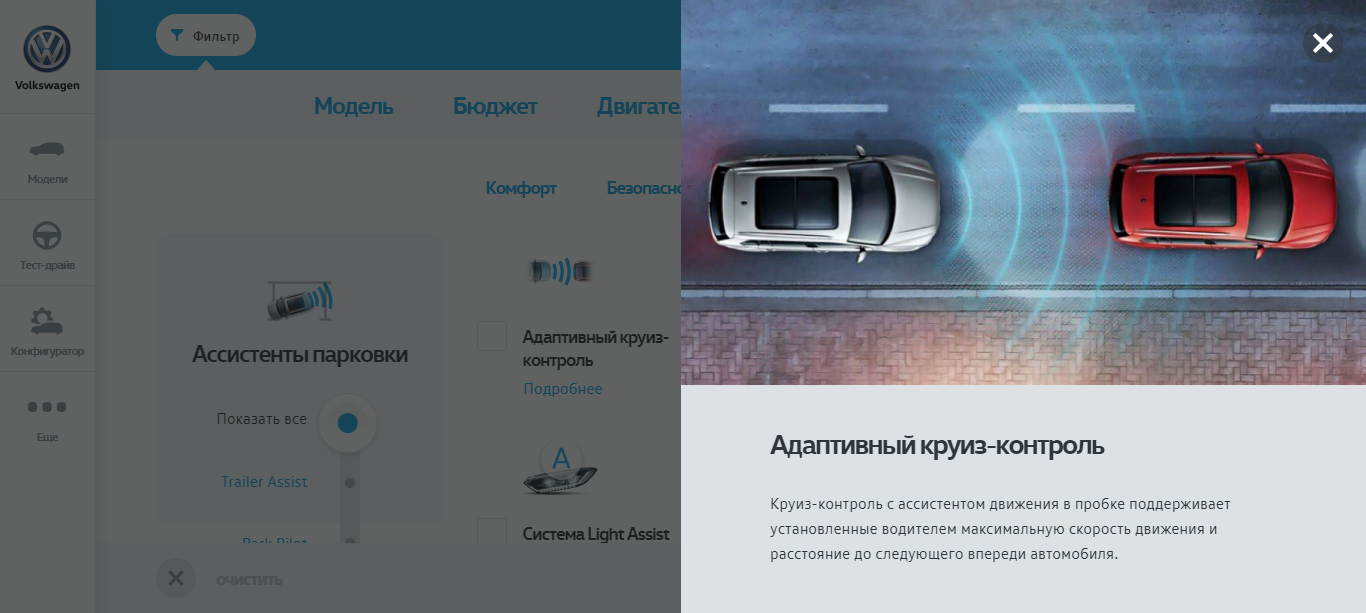 Volkswagen
Модели
Тест-драйв
Конфигуратор
Еще
Фильтр
Модель Бюджет
Комфорт
Ассистенты парковки
Показать все
Trailer Assist
Park Pilot
Адаптивный круиз-
контроль
Подробнее
A
Система Light Assist
очистить
Адаптивный круиз-контроль
Круиз-контроль с ассистентом движения в пробке поддерживает
установленные водителем максимальную скорость движения и
расстояние до следующего впереди автомобиля.